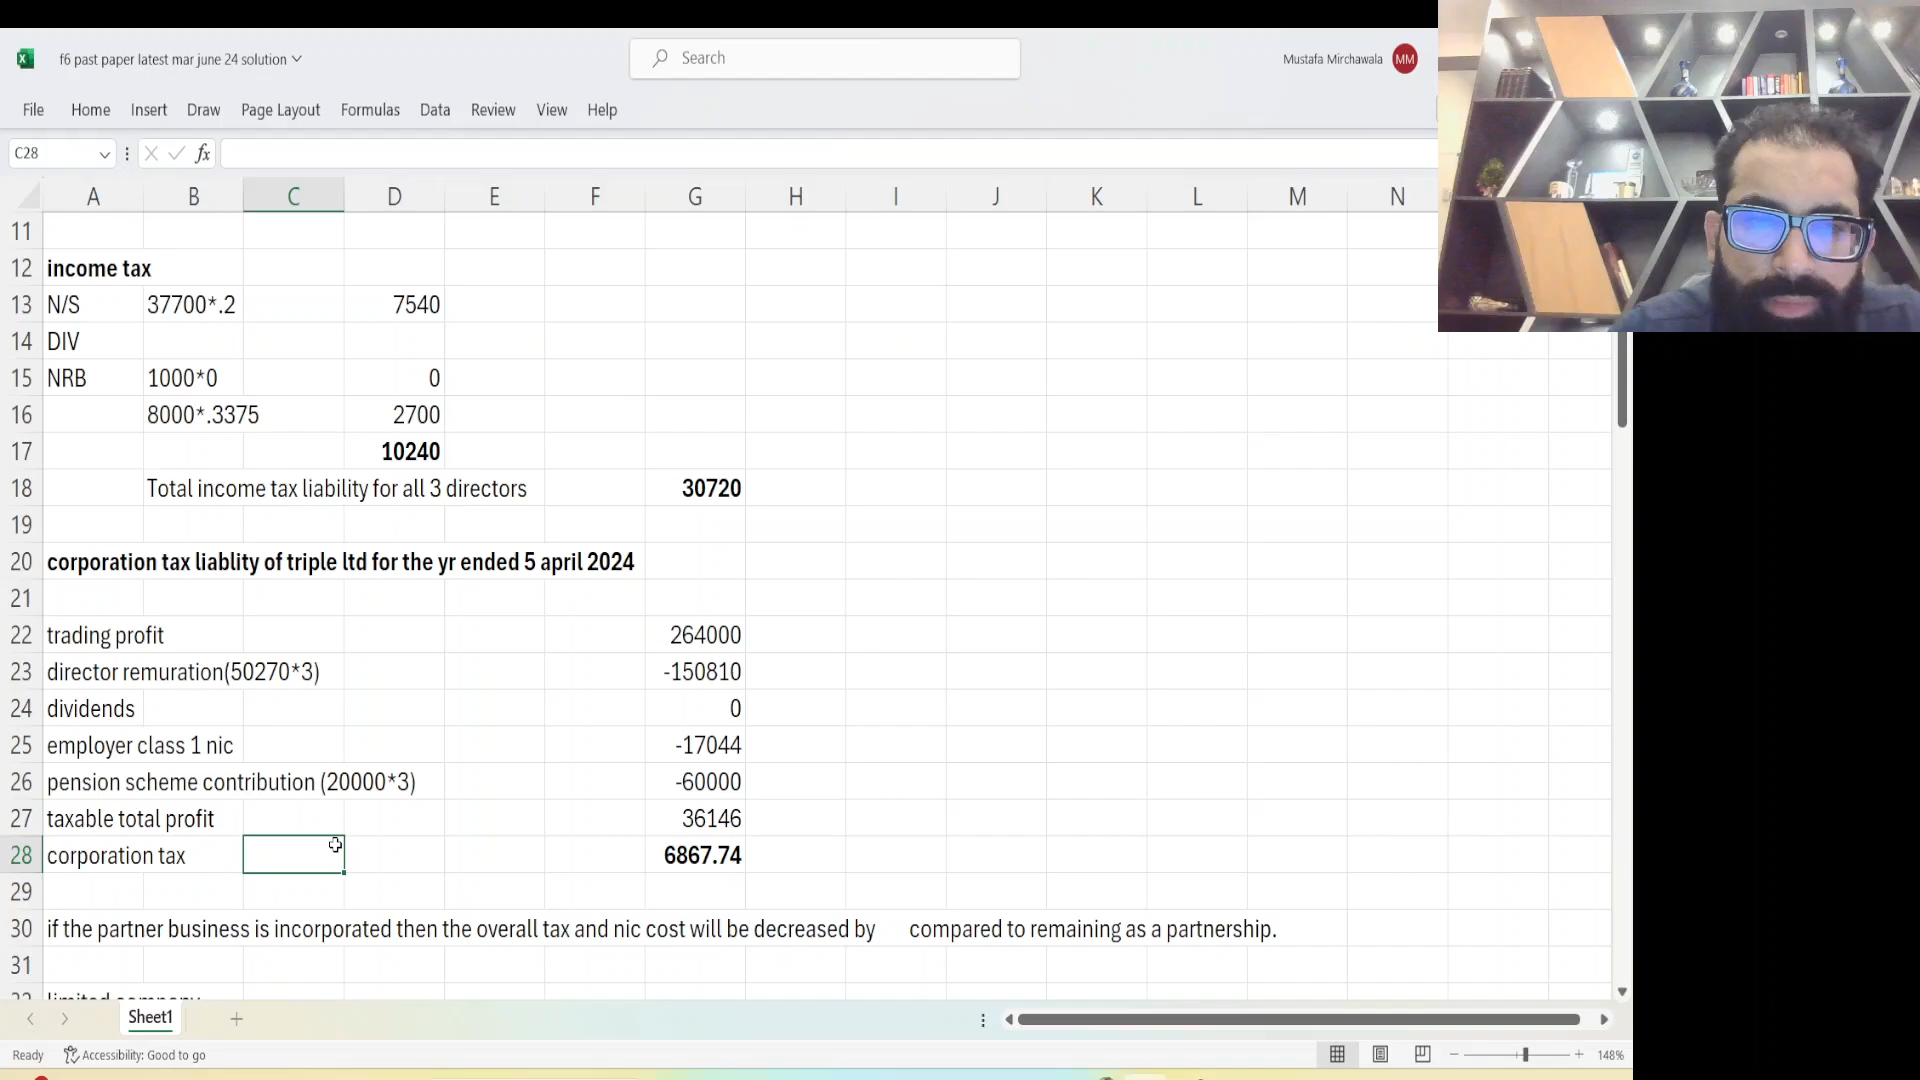 f6 past paper latest mar june 24 solution
Search
Mustafa Mirchawala MM
File Home Insert Draw Page Layout Formulas Data Review View Help
C28 fx
A B C D E F G H I J K L M N
11
12 income tax
13 N/S 37700*.2 7540
14 DIV
15 NRB 1000*0 0
16 8000*.3375 2700
17 10240
18 Total income tax liability for all 3 directors 30720
19
20 corporation tax liablity of triple ltd for the yr ended 5 april 2024
21
22 trading profit 264000
23 director remuration(50270*3) -150810
24 dividends 0
25 employer class 1 nic -17044
26 pension scheme contribution (20000*3) -60000
27 taxable total profit 36146
28 corporation tax 6867.74
29
30 if the partner business is incorporated then the overall tax and nic cost will be decreased by compared to remaining as a partnership.
31
Sheet1
Ready Accessibility: Good to go 148%